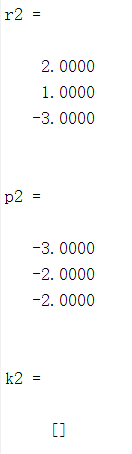 r2 =
2.0000
1.0000
-3.0000
p2 =
-3.0000
-2.0000
-2.0000
k2 =
[]